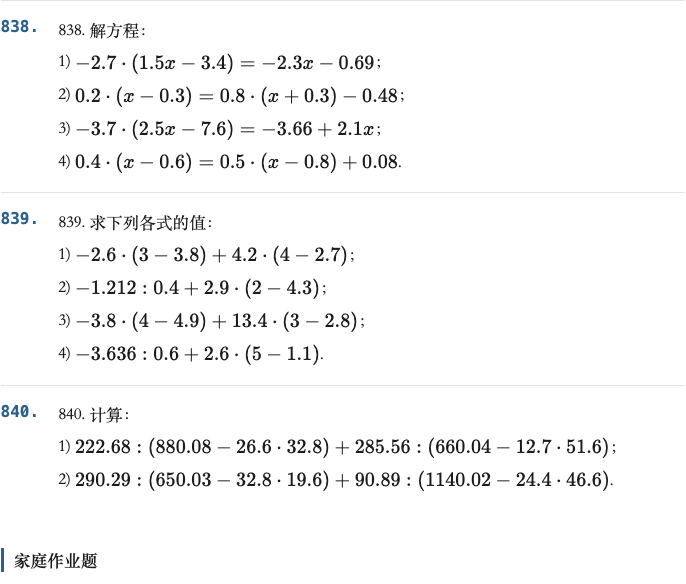 838. 838. 解方程:
1) −2.7 · (1.5x − 3.4) = −2.3x − 0.69;
2) 0.2 · (x − 0.3) = 0.8 · (x + 0.3) − 0.48;
3) −3.7 · (2.5x − 7.6) = −3.66 + 2.1x;
4) 0.4 · (x − 0.6) = 0.5 · (x − 0.8) + 0.08.
839. 839. 求下列各式的值:
1) −2.6 · (3 − 3.8) + 4.2 · (4 − 2.7);
2) −1.212 : 0.4 + 2.9 · (2 − 4.3);
3) −3.8 · (4 − 4.9) + 13.4 · (3 − 2.8);
4) −3.636 : 0.6 + 2.6 · (5 − 1.1).
840. 840. 计算:
1) 222.68 : (880.08 − 26.6 · 32.8) + 285.56 : (660.04 − 12.7 · 51.6);
2) 290.29 : (650.03 − 32.8 · 19.6) + 90.89 : (1140.02 − 24.4 · 46.6).
家庭作业题